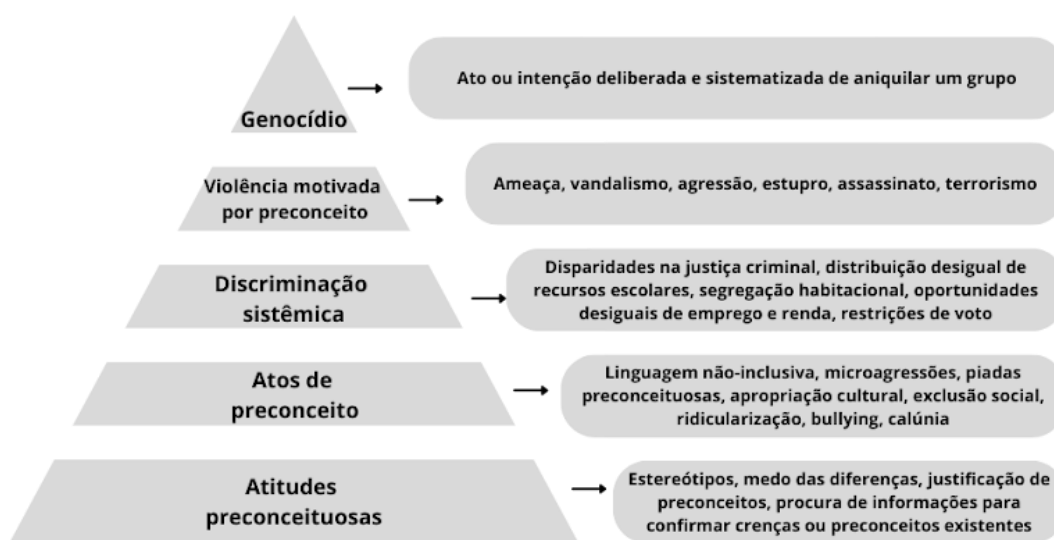 Genocídio
Ato ou intenção deliberada e sistematizada de aniquilar um grupo
Violência motivada
por preconceito
Ameaça, vandalismo, agressão, estupro, assassinato, terrorismo
Discriminação
sistêmica
Disparidades na justiça criminal, distribuição desigual de
recursos escolares, segregação habitacional, oportunidades
desiguais de emprego e renda, restrições de voto
Atos de
preconceito
Linguagem não-inclusiva, microagressões, piadas
preconceituosas, apropriação cultural, exclusão social,
ridicularização, bullying, calúnia
Atitudes
preconceituosas
Estereótipos, medo das diferenças, justificação de
preconceitos, procura de informações para
confirmar crenças ou preconceitos existentes